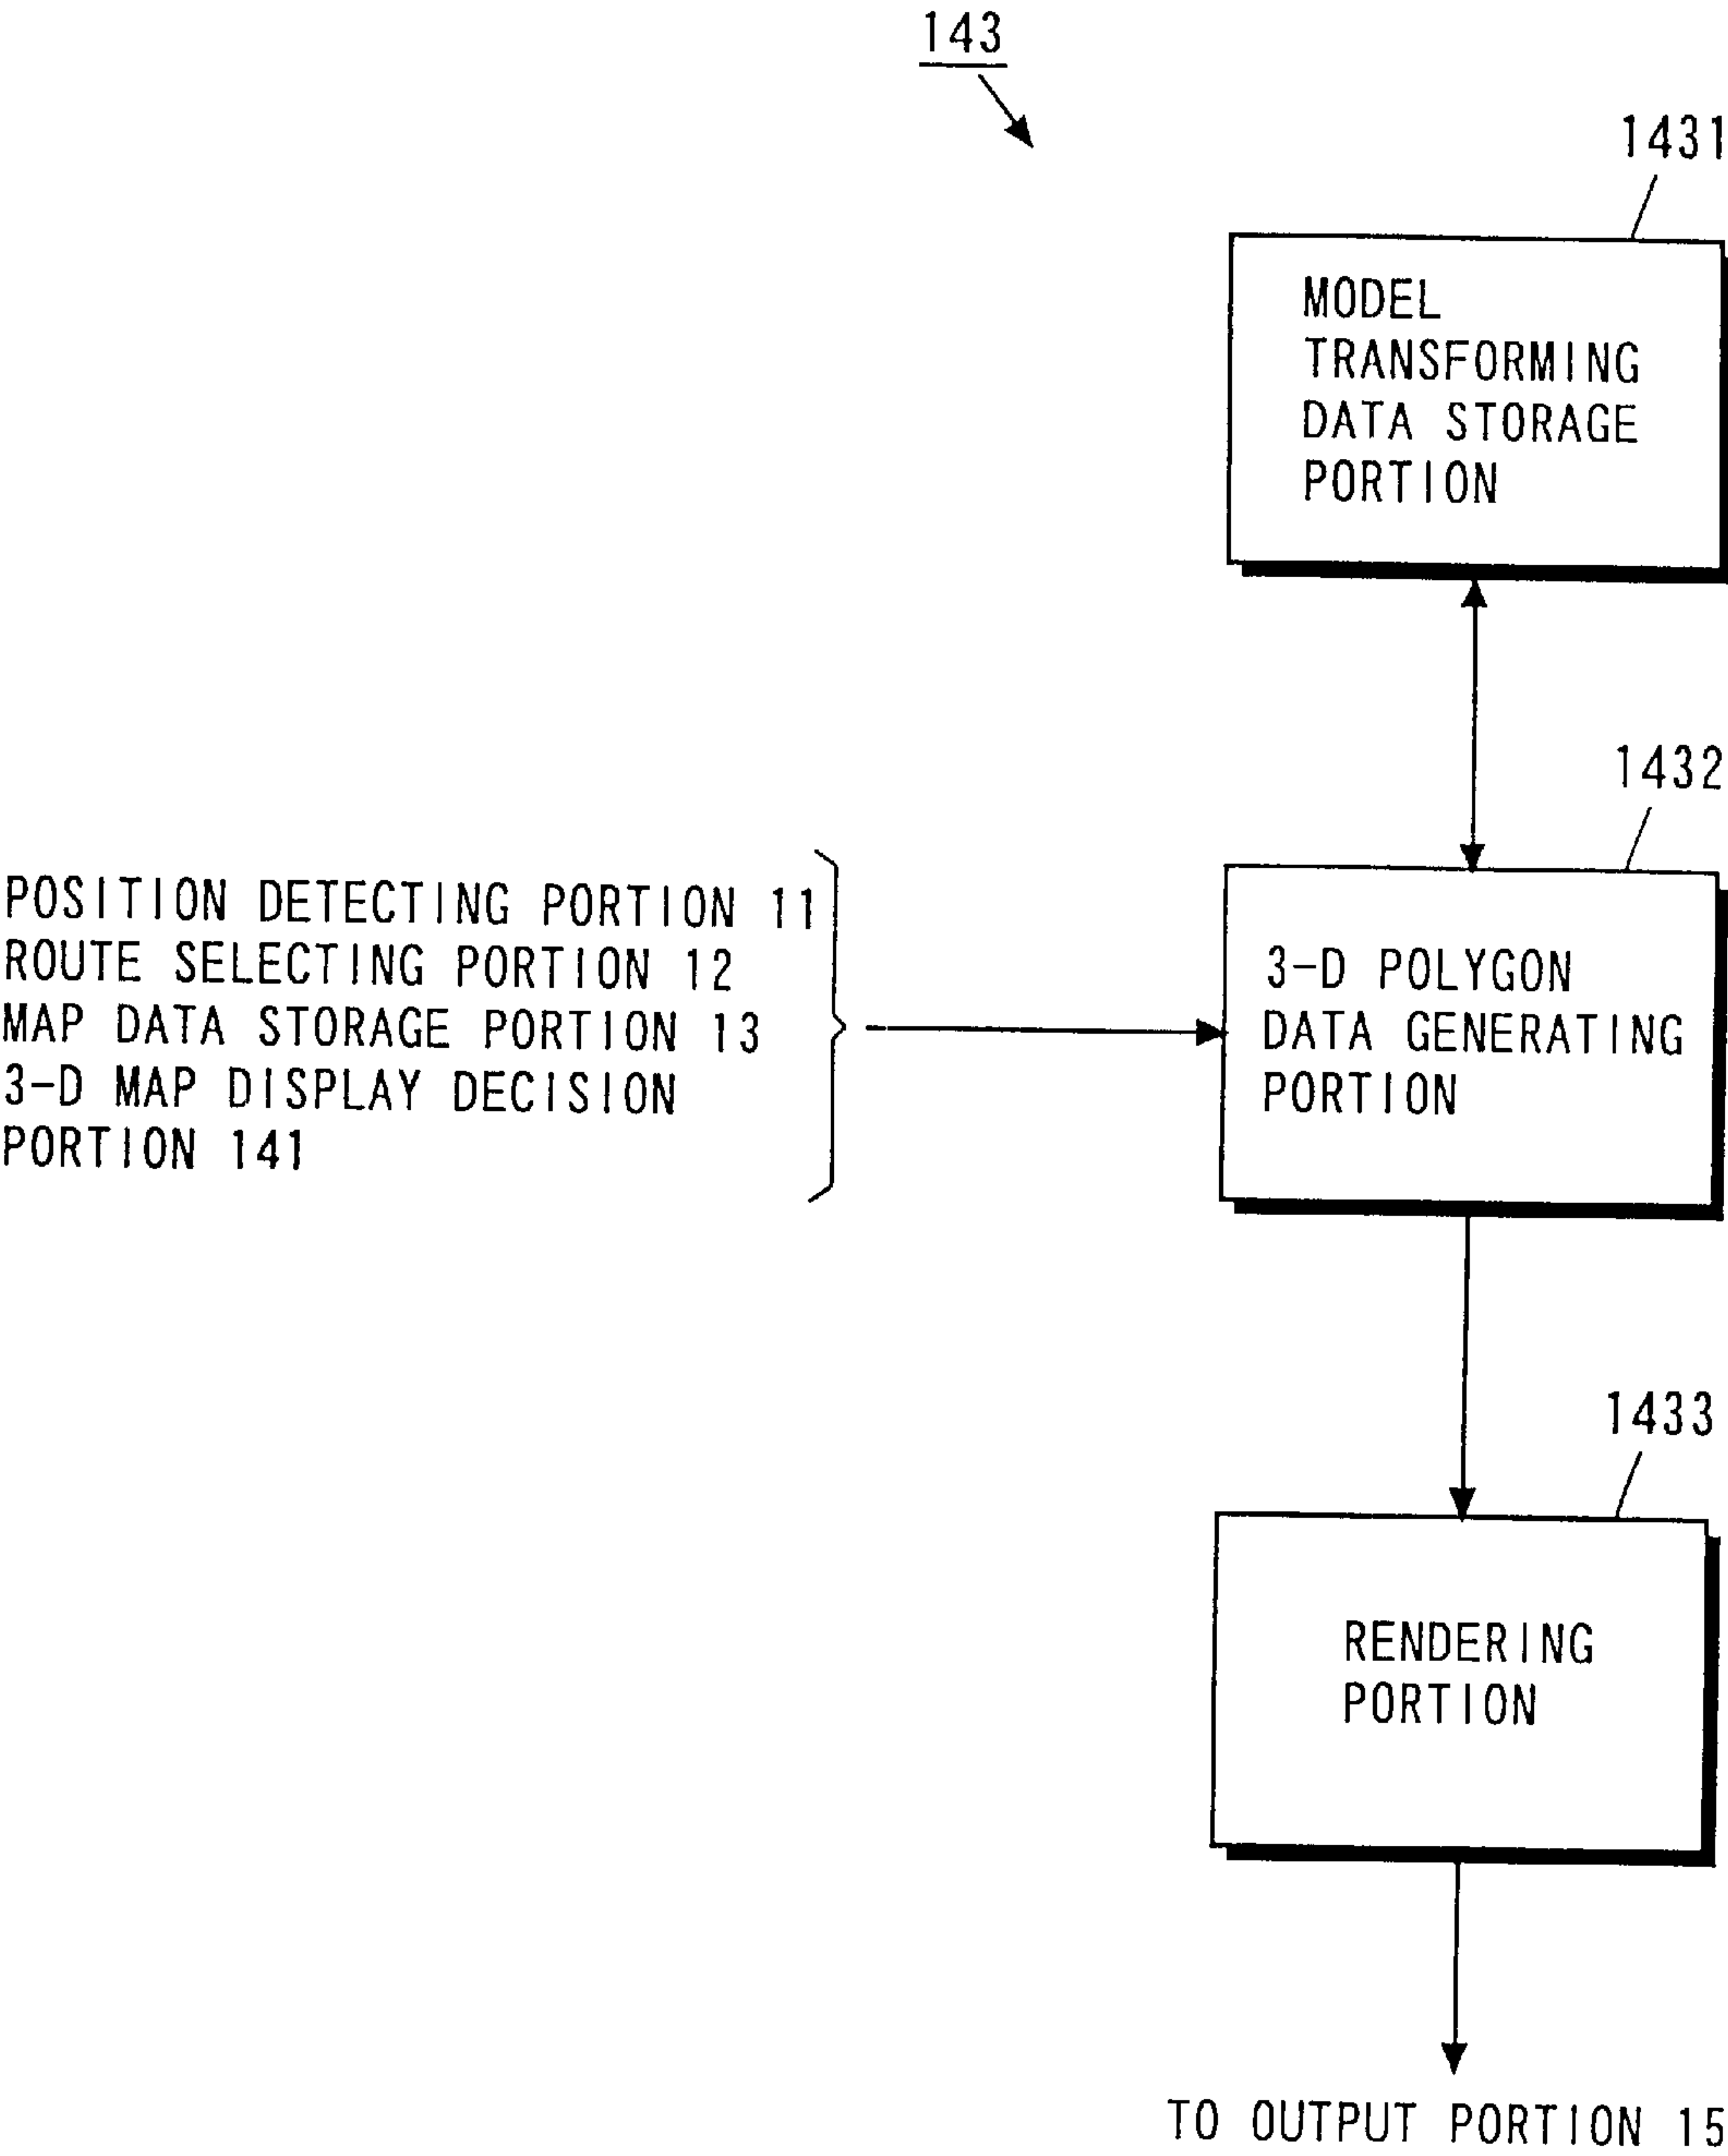 143
1431
MODEL
TRANSFORMING
DATA STORAGE
PORTION
1432
POSITION DETECTING PORTION 11
ROUTE SELECTING PORTION 12
MAP DATA STORAGE PORTION 13
3-D MAP DISPLAY DECISION
PORTION 141
3-D POLYGON
DATA GENERATING
PORTION
1433
RENDERING
PORTION
TO OUTPUT PORTION 15